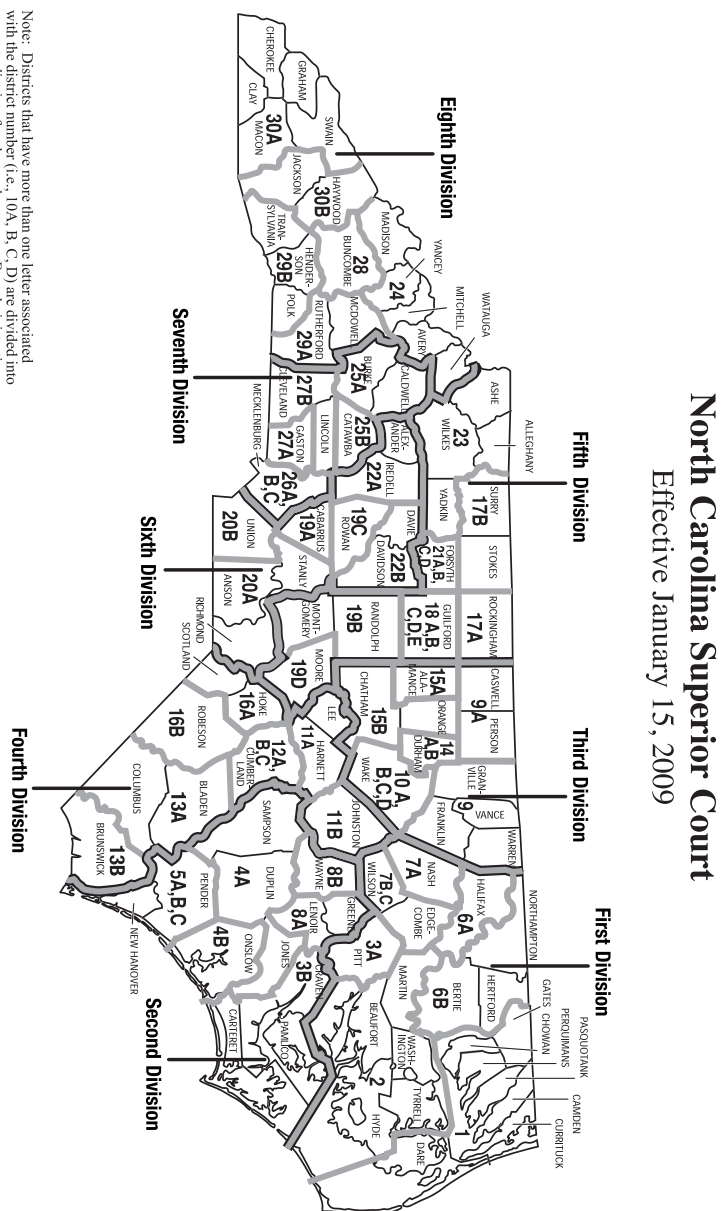 North Carolina Superior Court
Effective January 15, 2009
Fifth Division
Third Division
First Division
Eighth Division
Seventh Division
Sixth Division
Fourth Division
Second Division
CHEROKEE
GRAHAM
CLAY
30A
MACON
SWAIN
JACKSON
HAYWOOD
30B
TRAN-
SYLVANIA
HENDER-
SON
29B
MADISON
BUNCOMBE
28
YANCEY
24
MITCHELL
WATAUGA
AVERY
MCDOWELL
RUTHERFORD
29A
POLK
BURKE
25A
CALDWELL
CLEVELAND
27B
LINCOLN
GASTON
27A
MECKLENBURG
26A,
B,C
CATAWBA
25B
ALEX-
ANDER
ASHE
ALLEGHANY
WILKES
23
IREDELL
22A
SURRY
17B
YADKIN
DAVIE
ROWAN
19C
CABARRUS
19A
UNION
20B
STANLY
ANSON
20A
STOKES
FORSYTH
21A,B,
C,D
DAVIDSON
22B
ROCKINGHAM
17A
GUILFORD
18 A,B,
C,D,E
RANDOLPH
19B
MONT-
GOMERY
RICHMOND
SCOTLAND
MOORE
19D
CASWELL
9A
PERSON
ALA-
MANCE
15A
ORANGE
CHATHAM
15B
DURHAM
14
A,B
LEE
HARNETT
11A
HOKE
16A
ROBESON
16B
CUMBER-
LAND
12A,
B,C
WAKE
10 A,
B,C,D
GRAN-
VILLE
9
VANCE
FRANKLIN
WARREN
JOHNSTON
11B
SAMPSON
BLADEN
13A
COLUMBUS
BRUNSWICK
13B
NASH
7A
WILSON
7B,C
HALIFAX
6A
NORTHAMPTON
EDGE-
COMBE
WAYNE
8B
GREENE
LENOIR
8A
DUPLIN
4A
PENDER
5A,B,C
NEW HANOVER
ONSLOW
4B
JONES
CRAVEN
3B
PITT
3A
MARTIN
BERTIE
6B
HERTFORD
GATES
CHOWAN
PERQUIMANS
PASQUOTANK
CAMDEN
CURRITUCK
1
BEAUFORT
WASH-
INGTON
2
TYRRELL
HYDE
DARE
PAMLICO
CARTERET
Note: Districts that have more than one letter associated
with the district number (i.e., 10A, B, C, D) are divided into